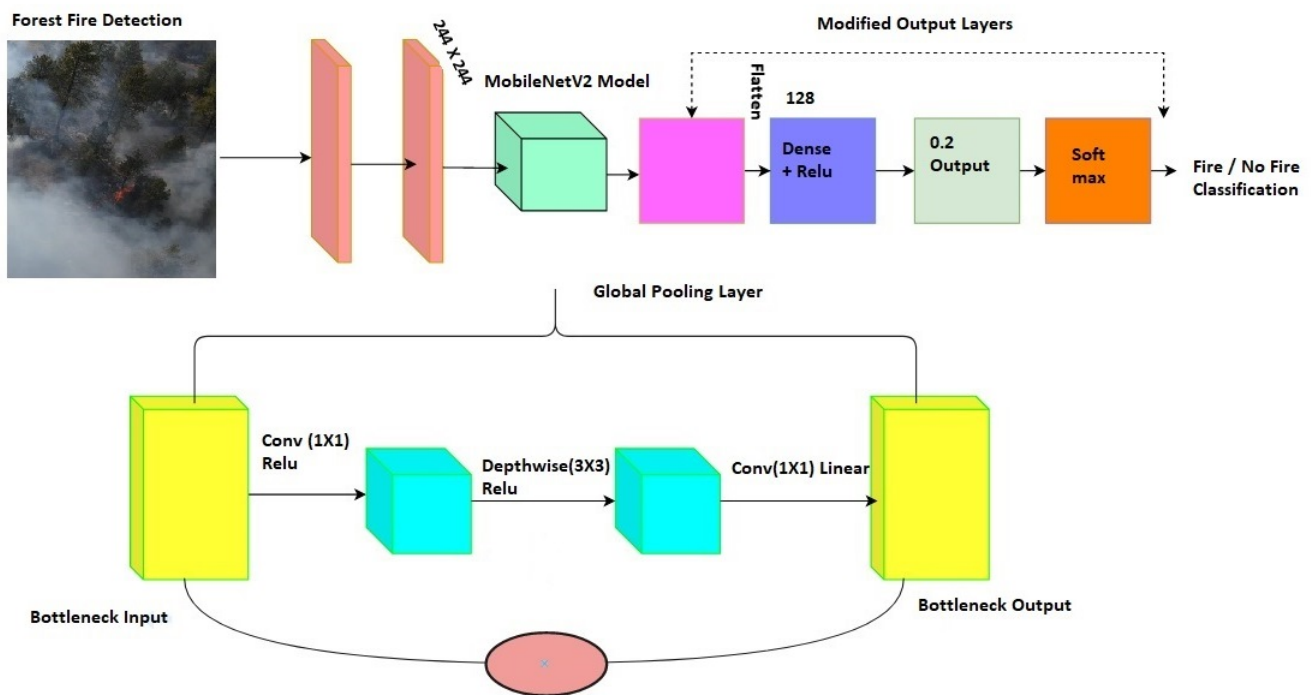 Forest Fire Detection
244 X 244
MobileNetV2 Model
Modified Output Layers
Flatten
128
Dense
+ Relu
0.2
Output
Soft
max
Fire / No Fire
Classification
Global Pooling Layer
Conv (1X1)
Relu
Depthwise(3X3)
Relu
Conv(1X1) Linear
Bottleneck Input
Bottleneck Output